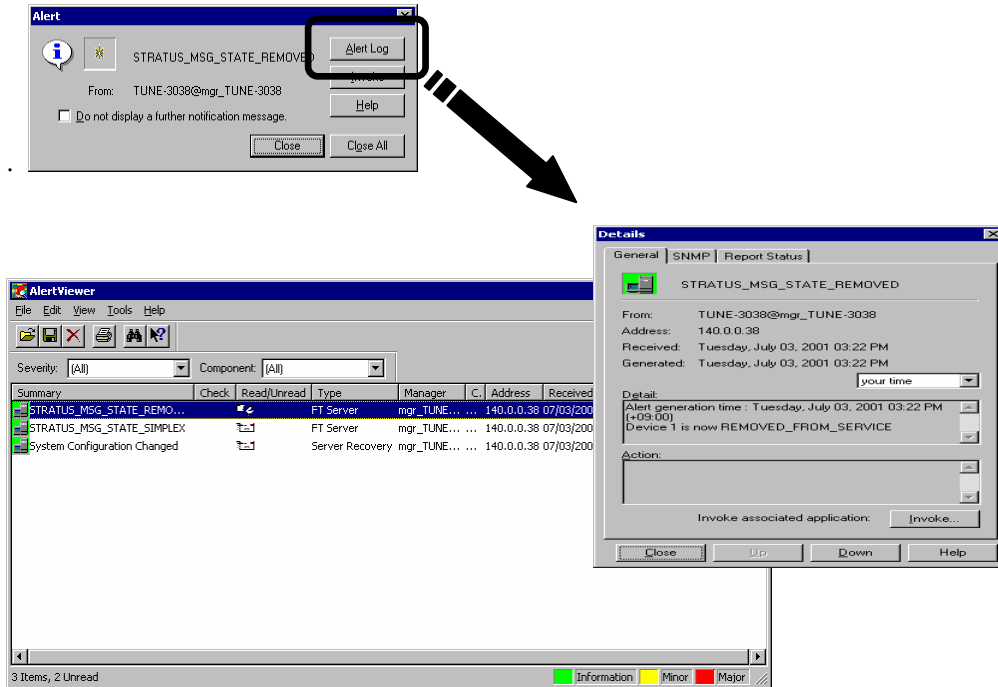 Alert
STRATUS_MSG_STATE_REMOVED
From: TUNE-3038@mgr_TUNE-3038
Do not display a further notification message.
Alert Log
Invoke
Help
Close
Close All
.
AlertViewer
File Edit View Tools Help
Severity: (All) Component: (All)
Summary Check Read/Unread Type Manager C. Address Received
STRATUS_MSG_STATE_REMO... FT Server mgr_TUNE... ... 140.0.0.38 07/03/200
STRATUS_MSG_STATE_SIMPLEX FT Server mgr_TUNE... ... 140.0.0.38 07/03/200
System Configuration Changed Server Recovery mgr_TUNE... ... 140.0.0.38 07/03/200
3 Items, 2 Unread Information Minor Major
Details
General SNMP Report Status
STRATUS_MSG_STATE_REMOVED
From: TUNE-3038@mgr_TUNE-3038
Address: 140.0.0.38
Received: Tuesday, July 03, 2001 03:22 PM
Generated: Tuesday, July 03, 2001 03:22 PM
your time
Detail:
Alert generation time : Tuesday, July 03, 2001 03:22 PM
(+09:00)
Device 1 is now REMOVED_FROM_SERVICE
Action:
Invoke associated application: Invoke...
Close Up Down Help